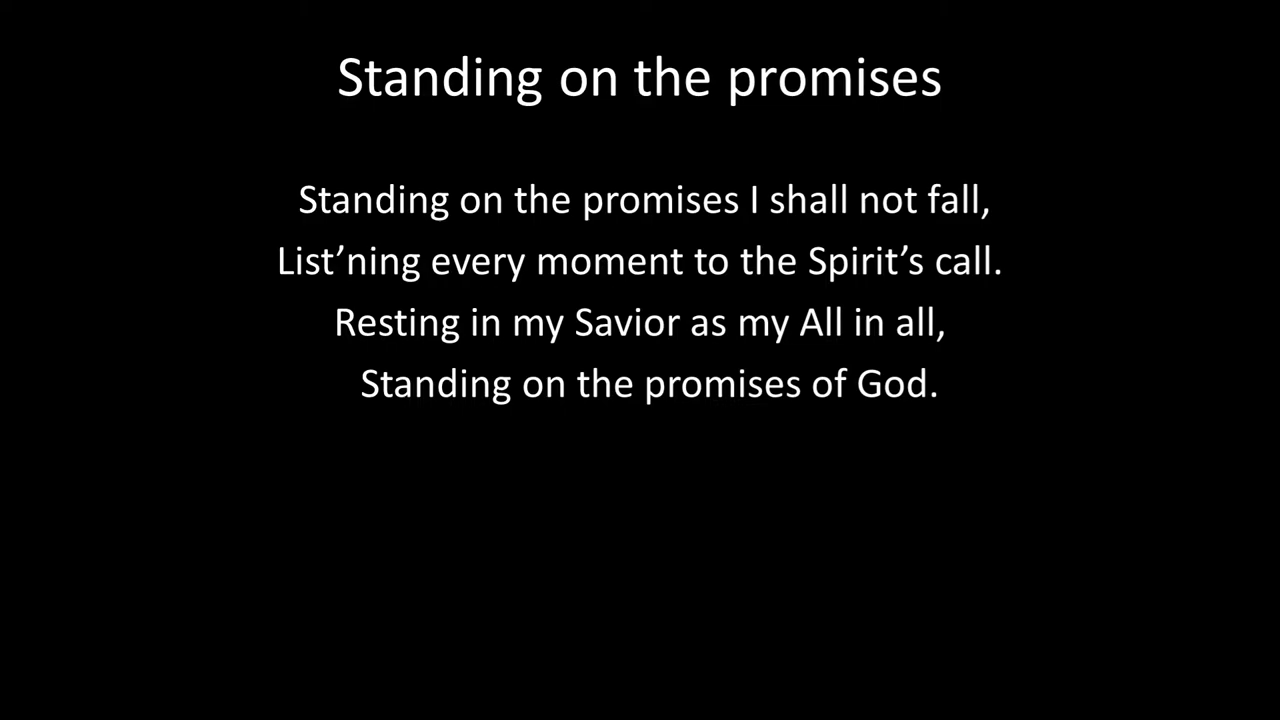 Standing on the promises
Standing on the promises I shall not fall,
List’ning every moment to the Spirit’s call.
Resting in my Savior as my All in all,
Standing on the promises of God.